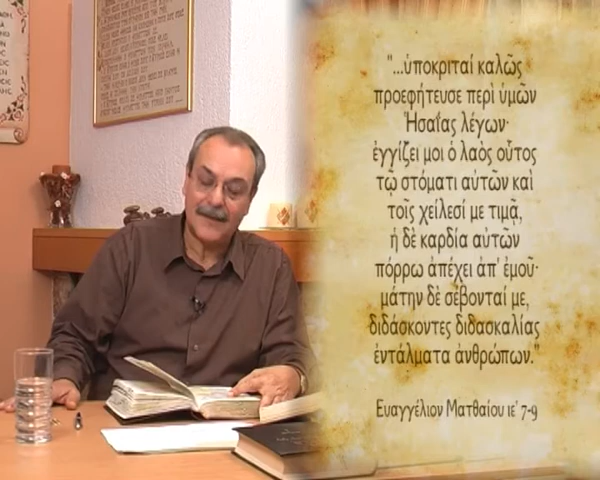 "...ὑποκριταί καλῶς
προεφήτευσε περὶ ὑμῶν
Ἡσαΐας λέγων·
ἐγγίζει μοι ὁ λαὸς οὗτος
τῷ στόματι αὐτῶν καὶ
τοῖς χείλεσί με τιμᾷ,
ἡ δὲ καρδία αὐτῶν
πόρρω ἀπέχει ἀπ' ἐμοῦ·
μάτην δὲ σέβονταί με,
διδάσκοντες διδασκαλίας
ἐντάλματα ἀνθρώπων."
Ευαγγέλιον Ματθαίου ιε' 7-9